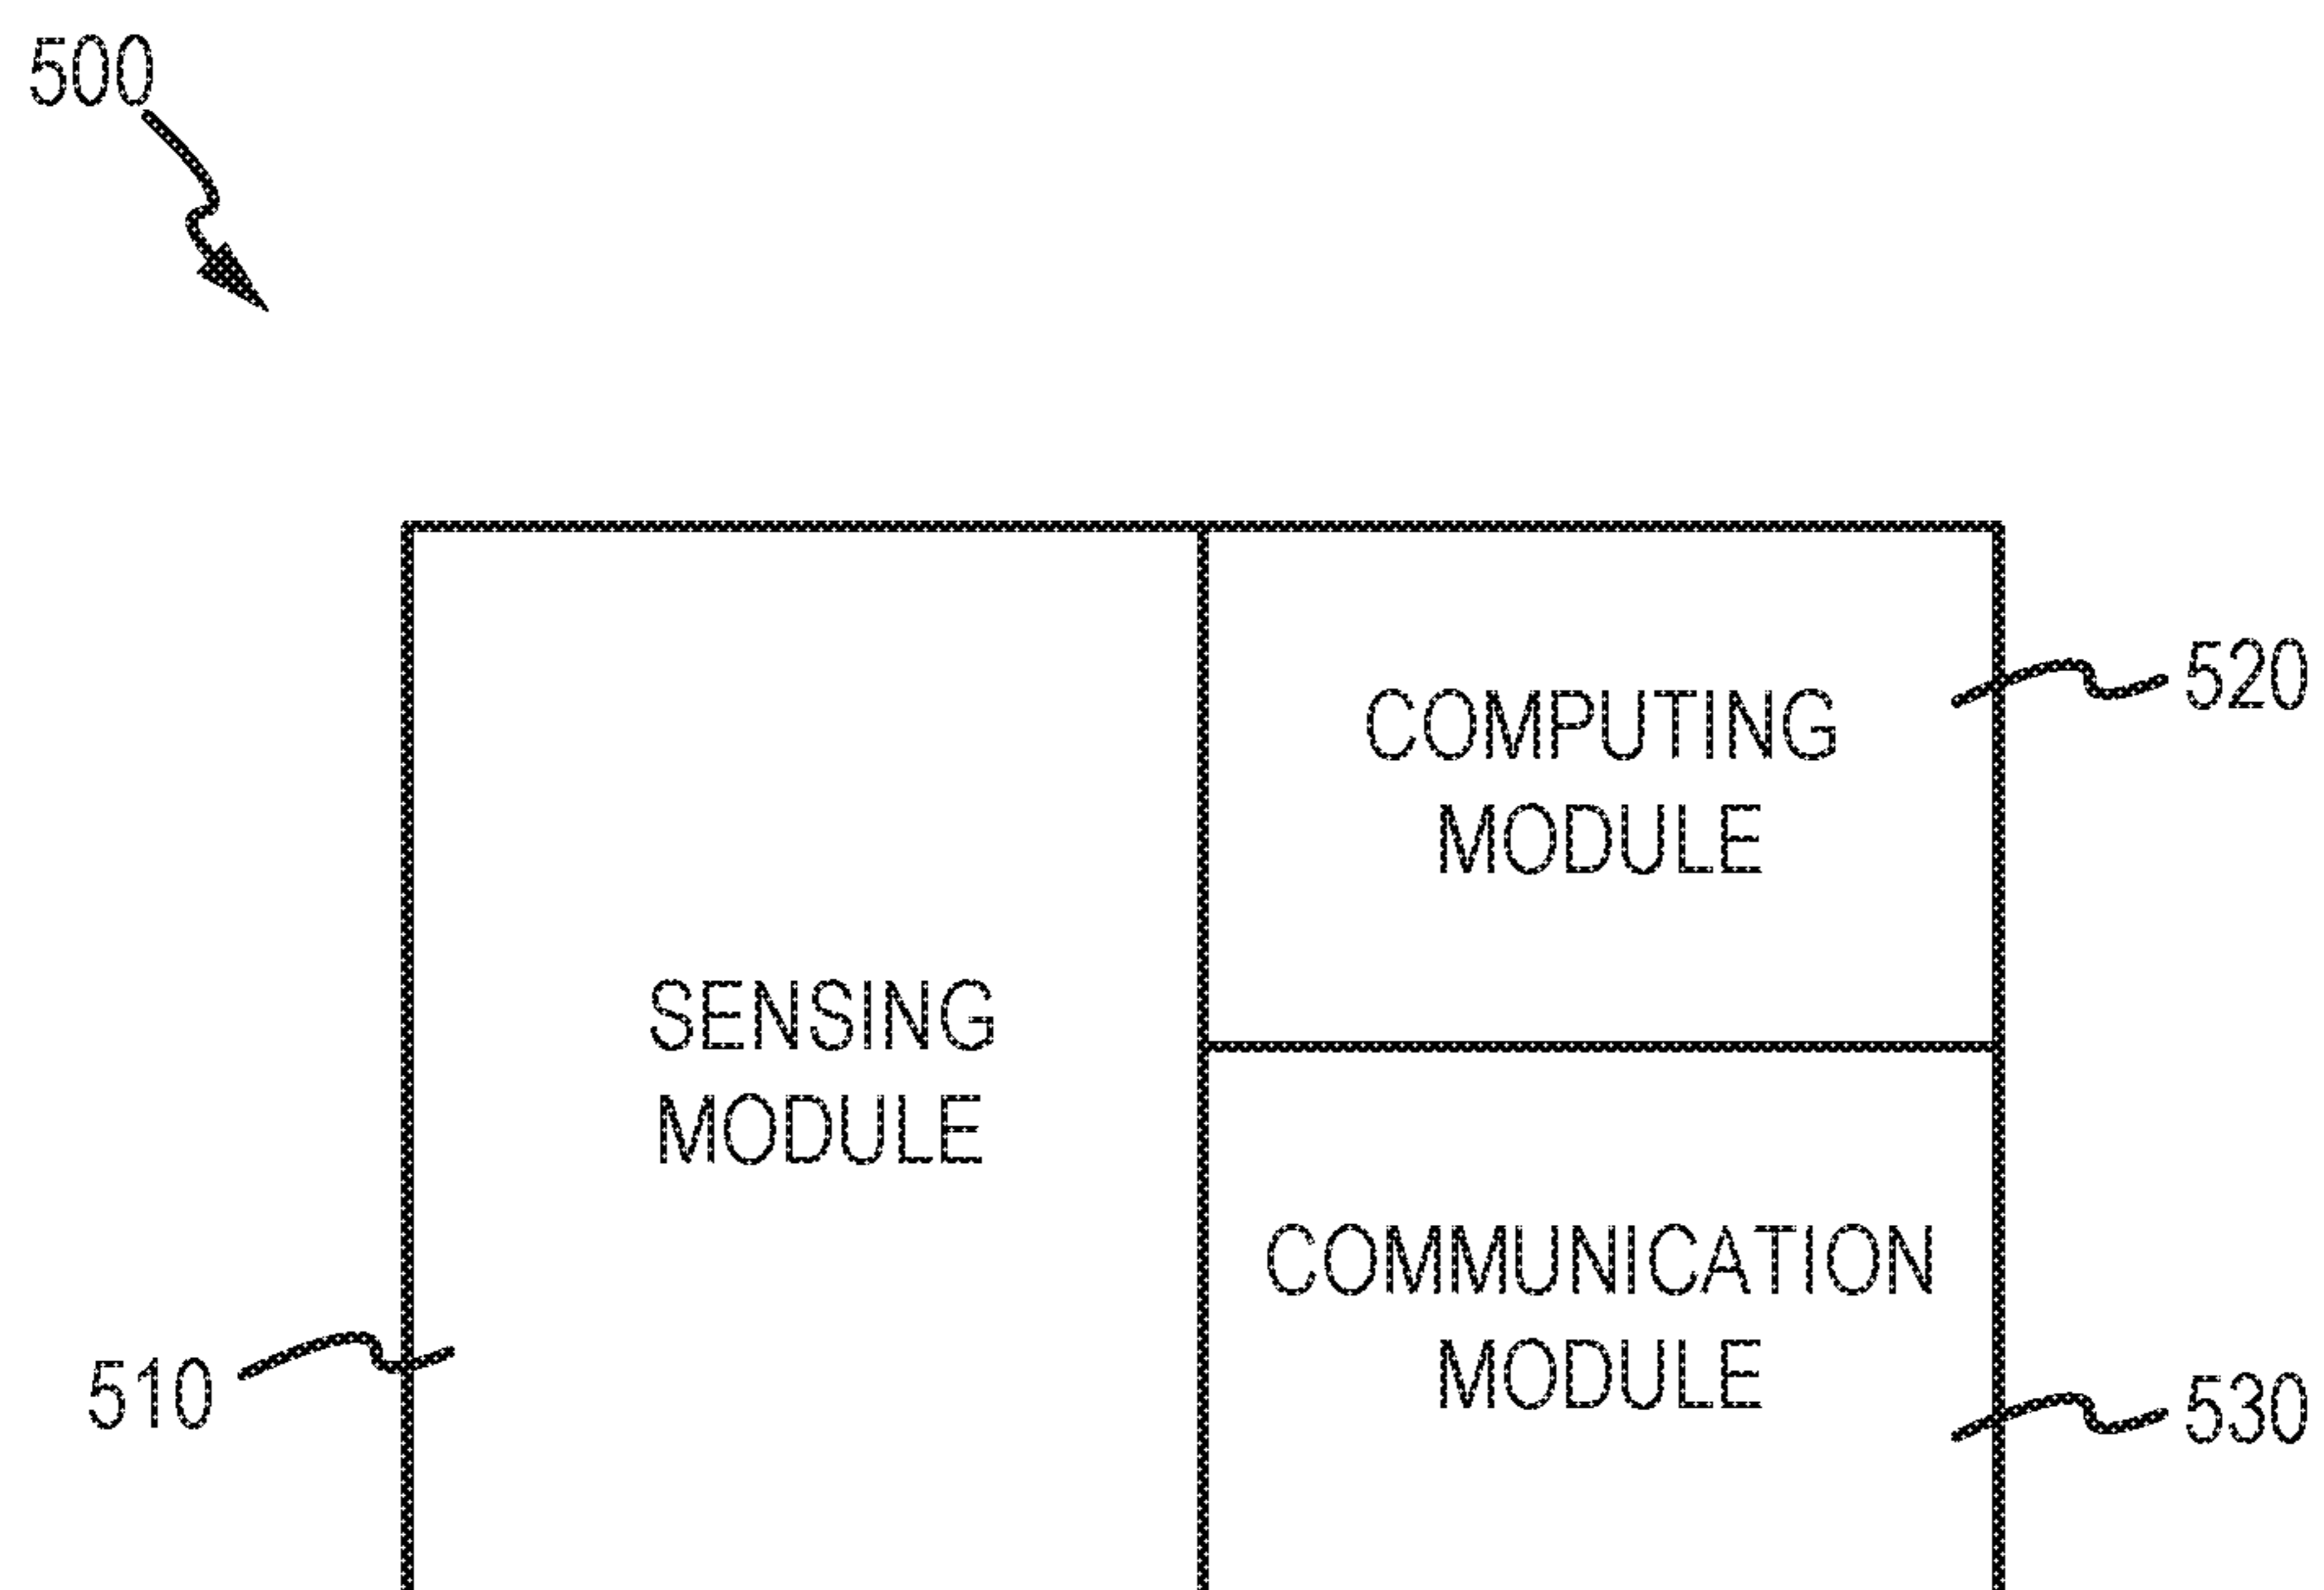 500
COMPUTING
MODULE
520
SENSING
MODULE
COMMUNICATION
MODULE
510
530